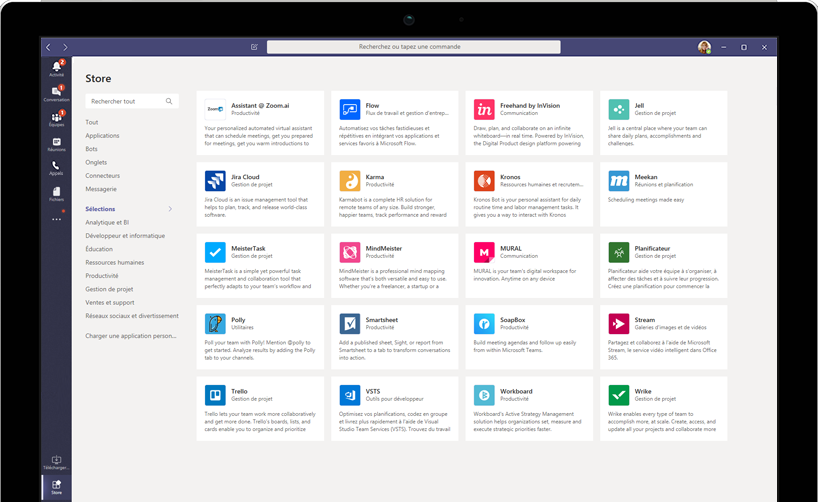 Recherchez ou tapez une commande
2
Activité
1
Conversation
1
Équipes
Réunions
Appels
Fichiers
Télécharger...
Store
Store
Rechercher tout
Tout
Applications
Bots
Onglets
Connecteurs
Messagerie
Sélections
Analytique et BI
Développeur et informatique
Éducation
Ressources humaines
Productivité
Gestion de projet
Ventes et support
Réseaux sociaux et divertissement
Charger une application person...
zoom.ai
Assistant @ Zoom.ai
Productivité
Your personalized automated virtual assistant
that can schedule meetings, get you prepared
for meetings, get you warm introductions to
Flow
Flux de travail et gestion d'entrep...
Automatisez vos tâches fastidieuses et
répétitives en intégrant vos applications et
services favoris à Microsoft Flow.
in
Freehand by InVision
Communication
Draw, plan, and collaborate on an infinite
whiteboard—in real time. Powered by InVision,
the Digital Product design platform powering
Jell
Gestion de projet
Jell is a central place where your team can
share daily plans, accomplishments and
challenges.
Jira Cloud
Gestion de projet
Jira Cloud is an issue management tool that
helps to plan, track, and release world-class
software.
Karma
Productivité
Karmabot is a complete HR solution for
remote teams of any size. Build stronger,
happier teams, track performance and reward
Kronos
Ressources humaines et recrutem...
Kronos Bot is your personal assistant for daily
routine time and labor management tasks. It
gives you a way to interact with Kronos
m
Meekan
Réunions et planification
Scheduling meetings made easy
MeisterTask
Gestion de projet
MeisterTask is a simple yet powerful task
management and collaboration tool that
perfectly adapts to your team's workflow and
MindMeister
Productivité
MindMeister is a professional mind mapping
software that's both versatile and easy to use.
Whether you're a freelancer, a startup or a
M
MURAL
Communication
MURAL is your team's digital workspace for
innovation. Anytime on any device
Planificateur
Gestion de projet
Planificateur aide votre équipe à s'organiser, à
affecter des tâches et à suivre leur progression.
Créez une planification pour commencer la
Polly
Utilitaires
Poll your team with Polly! Mention @polly to
get started. Analyze results by adding the Polly
tab to your channels.
Smartsheet
Productivité
Add a published sheet, Sight, or report from
Smartsheet to a tab to transform conversations
into action.
SoapBox
Productivité
Build meeting agendas and follow up easily
from within Microsoft Teams.
Stream
Galeries d'images et de vidéos
Partagez et collaborez à l'aide de Microsoft
Stream, le service vidéo intelligent dans Office
365.
Trello
Gestion de projet
Trello lets your team work more collaboratively
and get more done. Trello's boards, lists, and
cards enable you to organize and prioritize
VSTS
Outils pour développeur
Optimisez vos planifications, codes en groupe
et livrez plus rapidement à l'aide de Visual
Studio Team Services (VSTS). Trouvez du travail
Workboard
Productivité
Workboard's Active Strategy Management
solution helps organizations set, measure and
execute strategic priorities faster.
Wrike
Gestion de projet
Wrike enables every type of team to
accomplish more, at scale. Create, access, and
update all your projects and collaborate more